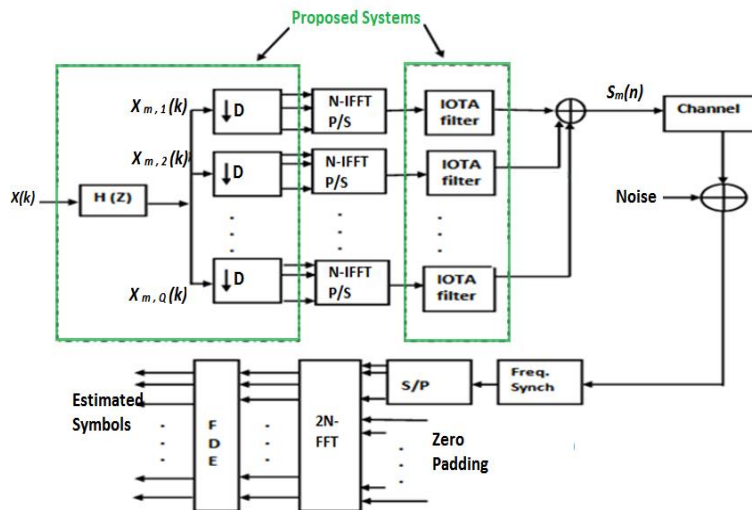 Proposed Systems
X m, 1 (k)
↓ D
N-IFFT
P/S
IOTA
filter
Sm(n)
Channel
X m, 2 (k)
↓ D
N-IFFT
P/S
IOTA
filter
X(k)
H (Z)
Noise
X m, Q (k)
↓ D
N-IFFT
P/S
IOTA
filter
Estimated
Symbols
F
D
E
2N-
FFT
S/P
Freq.
Synch
Zero
Padding